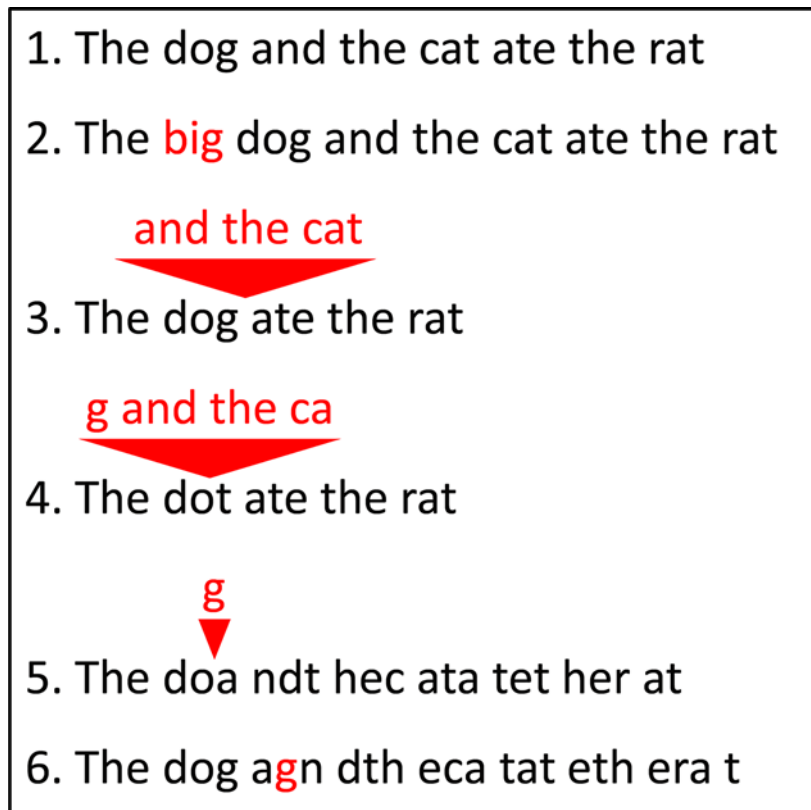 1. The dog and the cat ate the rat
2. The big dog and the cat ate the rat
and the cat
3. The dog ate the rat
g and the ca
4. The dot ate the rat
g
5. The doa ndt hec ata tet her at
6. The dog agn dth eca tat eth era t